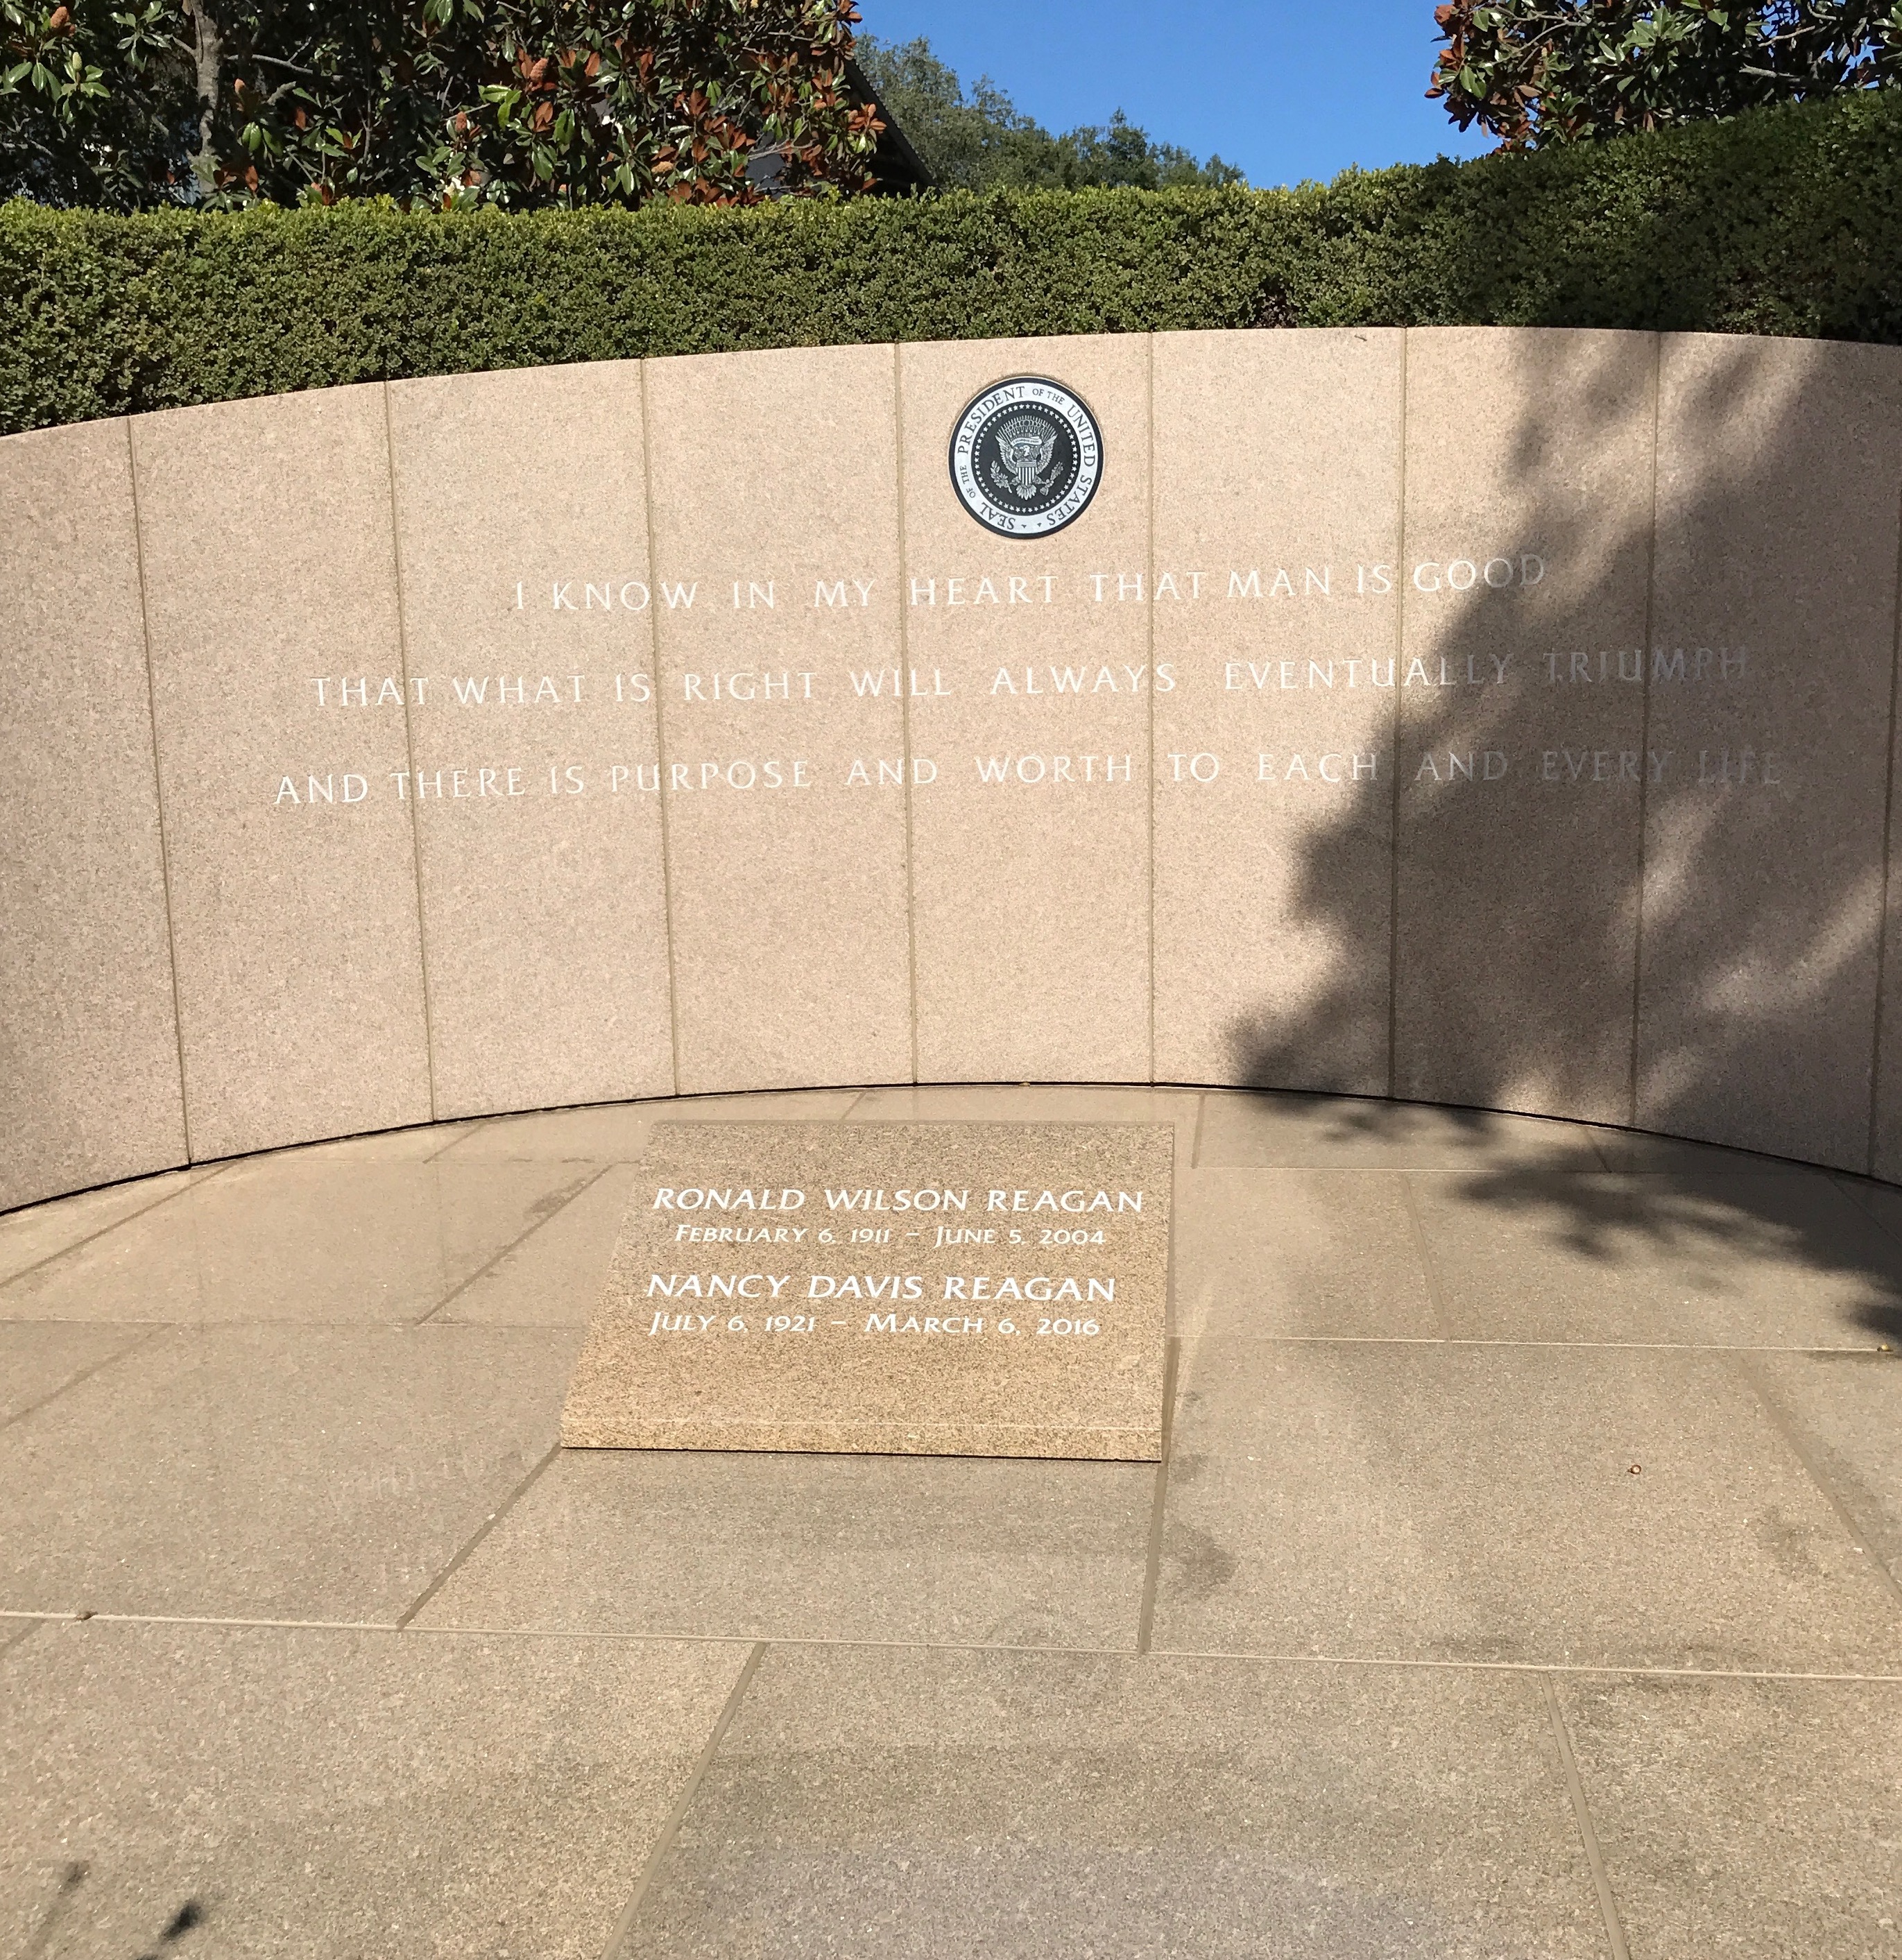 SEAL OF THE PRESIDENT OF THE UNITED STATES
I KNOW IN MY HEART THAT MAN IS GOOD
THAT WHAT IS RIGHT WILL ALWAYS EVENTUALLY TRIUMPH
AND THERE IS PURPOSE AND WORTH TO EACH AND EVERY LIFE
RONALD WILSON REAGAN
FEBRUARY 6, 1911 – JUNE 5, 2004
NANCY DAVIS REAGAN
JULY 6, 1921 – MARCH 6, 2016